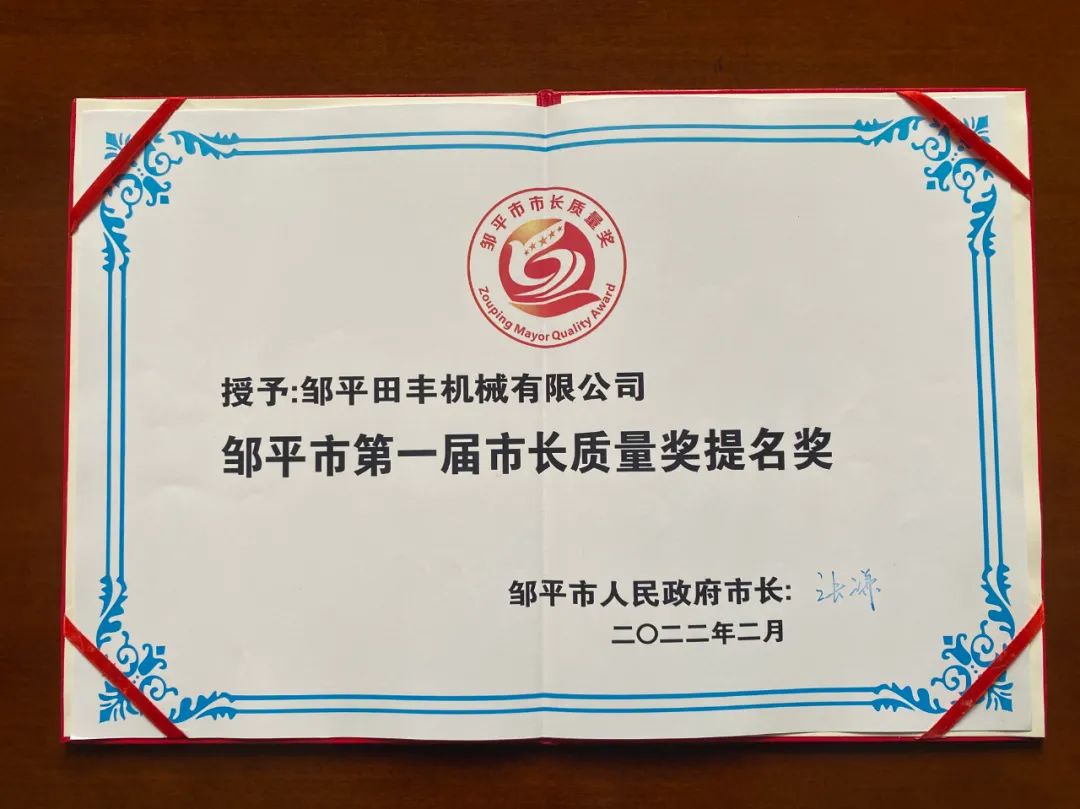 邹平市市长质量奖
Zouping Mayor Quality Award
授予:邹平田丰机械有限公司
邹平市第一届市长质量奖提名奖
邹平市人民政府市长:
二〇二二年二月